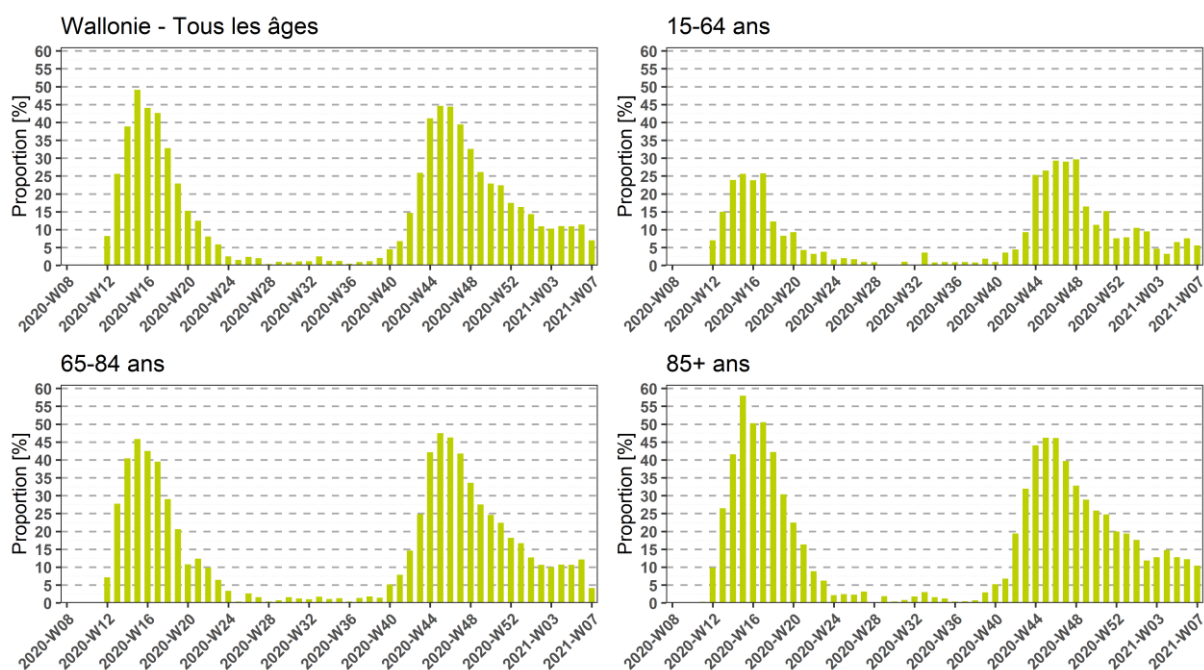 Wallonie - Tous les âges
Proportion [%]
60
55
50
45
40
35
30
25
20
15
10
5
0
2020-W08
2020-W12
2020-W16
2020-W20
2020-W24
2020-W28
2020-W32
2020-W36
2020-W40
2020-W44
2020-W48
2020-W52
2021-W03
2021-W07
15-64 ans
Proportion [%]
60
55
50
45
40
35
30
25
20
15
10
5
0
2020-W08
2020-W12
2020-W16
2020-W20
2020-W24
2020-W28
2020-W32
2020-W36
2020-W40
2020-W44
2020-W48
2020-W52
2021-W03
2021-W07
65-84 ans
Proportion [%]
60
55
50
45
40
35
30
25
20
15
10
5
0
2020-W08
2020-W12
2020-W16
2020-W20
2020-W24
2020-W28
2020-W32
2020-W36
2020-W40
2020-W44
2020-W48
2020-W52
2021-W03
2021-W07
85+ ans
Proportion [%]
60
55
50
45
40
35
30
25
20
15
10
5
0
2020-W08
2020-W12
2020-W16
2020-W20
2020-W24
2020-W28
2020-W32
2020-W36
2020-W40
2020-W44
2020-W48
2020-W52
2021-W03
2021-W07